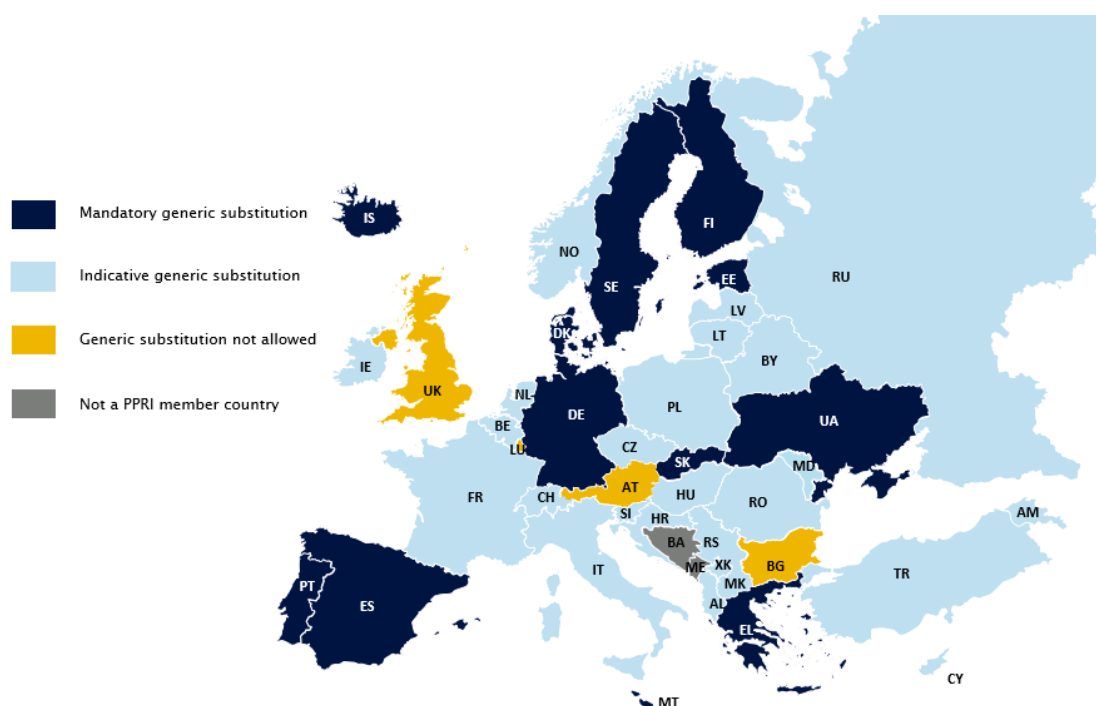 Mandatory generic substitution
Indicative generic substitution
Generic substitution not allowed
Not a PPRI member country
IS
NO
SE
FI
EE
RU
LV
LT
DK
BY
IE
UK
NL
DE
PL
BE
LU
CZ
UA
SK
MD
FR
CH
AT
HU
RO
SI
HR
AM
BA
RS
IT
ME
XK
BG
TR
MK
AL
PT
ES
EL
CY
MT